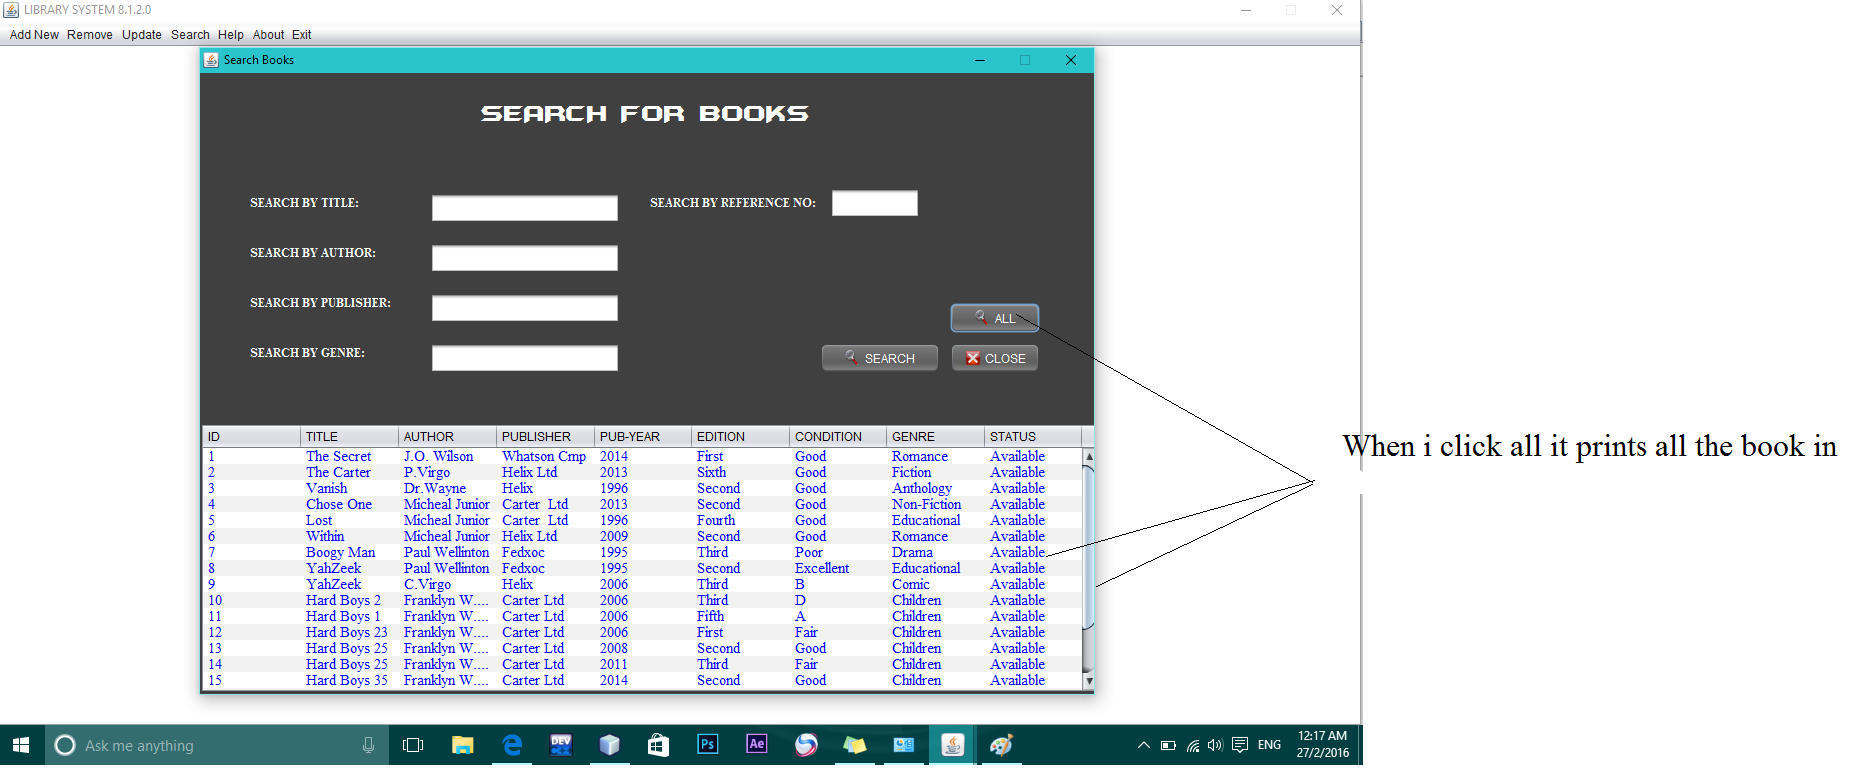 LIBRARY SYSTEM 8.1.2.0
Add New Remove Update Search Help About Exit
Search Books
SEARCH FOR BOOKS
SEARCH BY TITLE: SEARCH BY REFERENCE NO:
SEARCH BY AUTHOR:
SEARCH BY PUBLISHER:
ALL
SEARCH BY GENRE: SEARCH CLOSE
When i click all it prints all the book in
ID TITLE AUTHOR PUBLISHER PUB-YEAR EDITION CONDITION GENRE STATUS
1 The Secret J.O. Wilson Whatson Cmp 2014 First Good Romance Available
2 The Carter P.Virgo Helix Ltd 2013 Sixth Good Fiction Available
3 Vanish Dr.Wayne Helix 1996 Second Good Anthology Available
4 Chose One Micheal Junior Carter Ltd 2013 Second Good Non-Fiction Available
5 Lost Micheal Junior Carter Ltd 1996 Fourth Good Educational Available
6 Within Micheal Junior Helix Ltd 2009 Second Good Romance Available
7 Boogy Man Paul Wellinton Fedxoc 1995 Third Poor Drama Available
8 YahZeek Paul Wellinton Fedxoc 1995 Second Excellent Educational Available
9 YahZeek C.Virgo Helix 2006 Third B Comic Available
10 Hard Boys 2 Franklyn W.... Carter Ltd 2006 Third D Children Available
11 Hard Boys 1 Franklyn W.... Carter Ltd 2006 Fifth A Children Available
12 Hard Boys 23 Franklyn W.... Carter Ltd 2006 First Fair Children Available
13 Hard Boys 25 Franklyn W.... Carter Ltd 2008 Second Good Children Available
14 Hard Boys 25 Franklyn W.... Carter Ltd 2011 Third Fair Children Available
15 Hard Boys 35 Franklyn W.... Carter Ltd 2014 Second Good Children Available
Ask me anything DEV C++ Ps Ae ENG 12:17 AM
27/2/2016